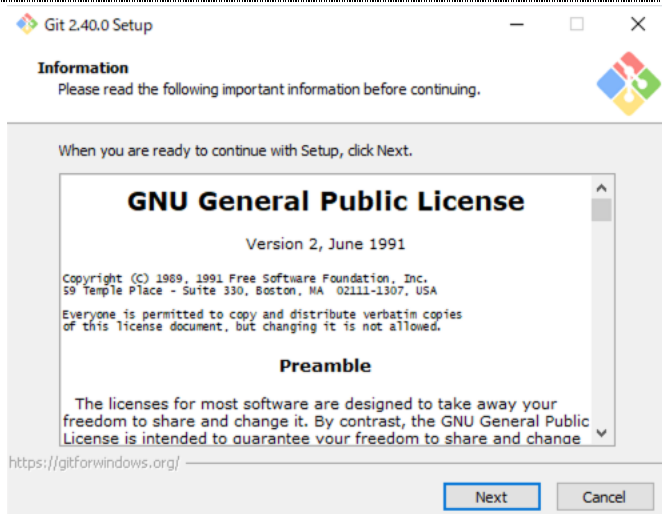 Git 2.40.0 Setup
Information
Please read the following important information before continuing.
When you are ready to continue with Setup, click Next.
GNU General Public License
Version 2, June 1991
Copyright (C) 1989, 1991 Free Software Foundation, Inc.
59 Temple Place - Suite 330, Boston, MA  02111-1307, USA
Everyone is permitted to copy and distribute verbatim copies
of this license document, but changing it is not allowed.
Preamble
The licenses for most software are designed to take away your
freedom to share and change it. By contrast, the GNU General Public
License is intended to guarantee your freedom to share and change
https://gitforwindows.org/
Next
Cancel